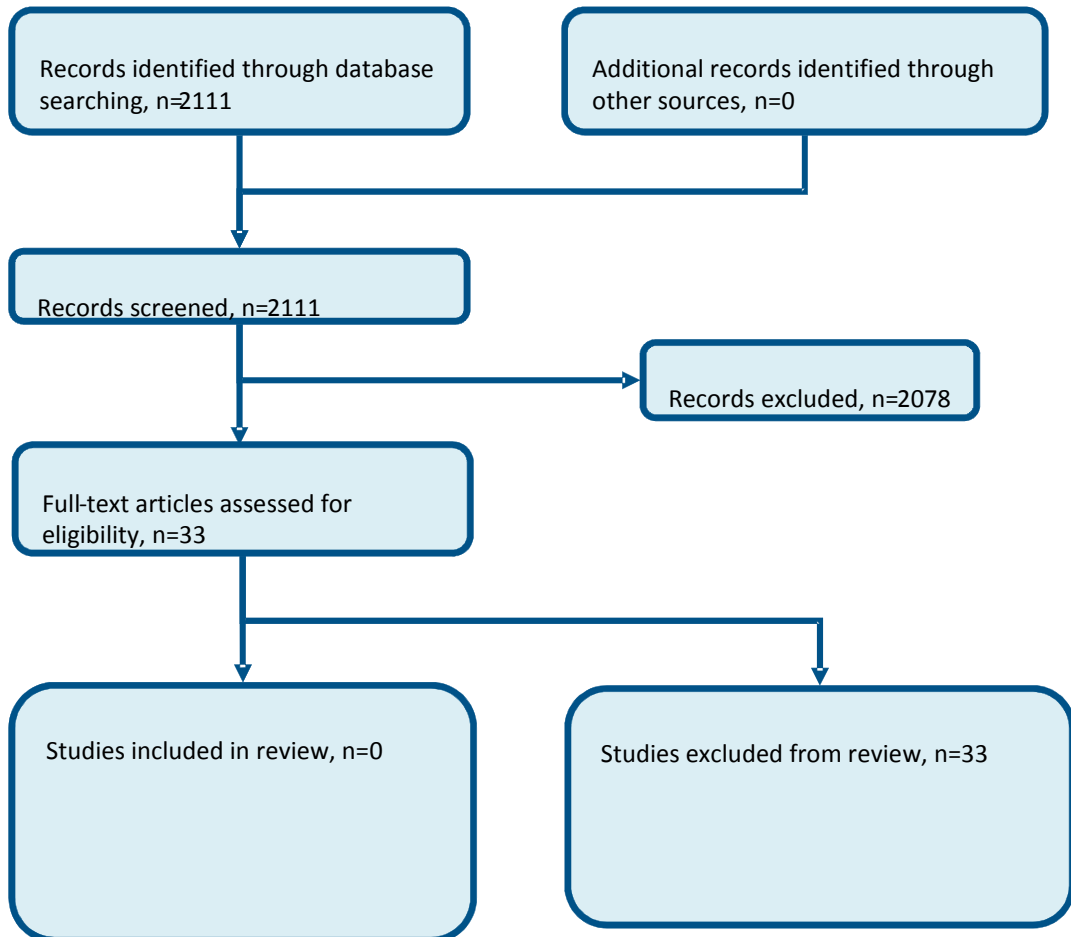 Records identified through database
searching, n=2111
Additional records identified through
other sources, n=0
Records screened, n=2111
Records excluded, n=2078
Full-text articles assessed for
eligibility, n=33
Studies included in review, n=0
Studies excluded from review, n=33